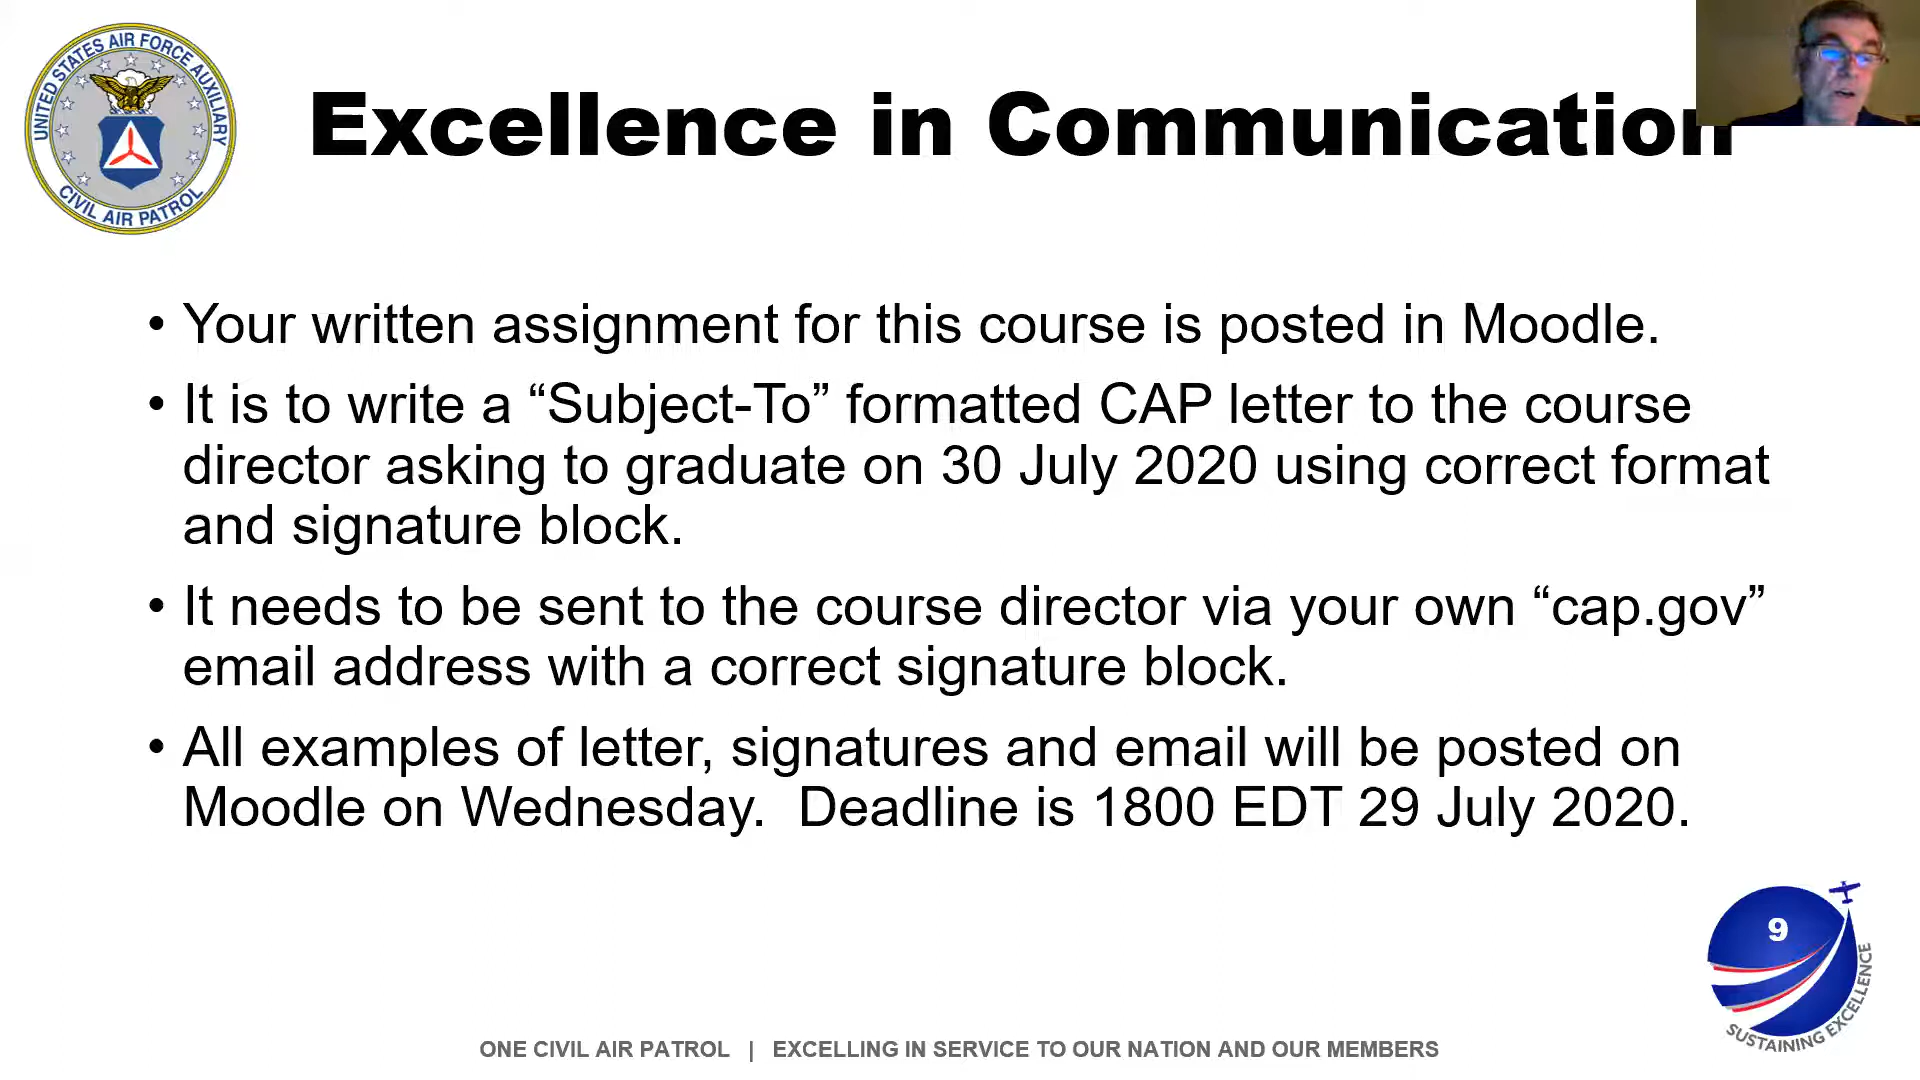 UNITED STATES AIR FORCE AUXILIARY
CIVIL AIR PATROL
Excellence in Communication
• Your written assignment for this course is posted in Moodle.
• It is to write a “Subject-To” formatted CAP letter to the course
director asking to graduate on 30 July 2020 using correct format
and signature block.
• It needs to be sent to the course director via your own “cap.gov”
email address with a correct signature block.
• All examples of letter, signatures and email will be posted on
Moodle on Wednesday.  Deadline is 1800 EDT 29 July 2020.
9
SUSTAINING EXCELLENCE
ONE CIVIL AIR PATROL | EXCELLING IN SERVICE TO OUR NATION AND OUR MEMBERS